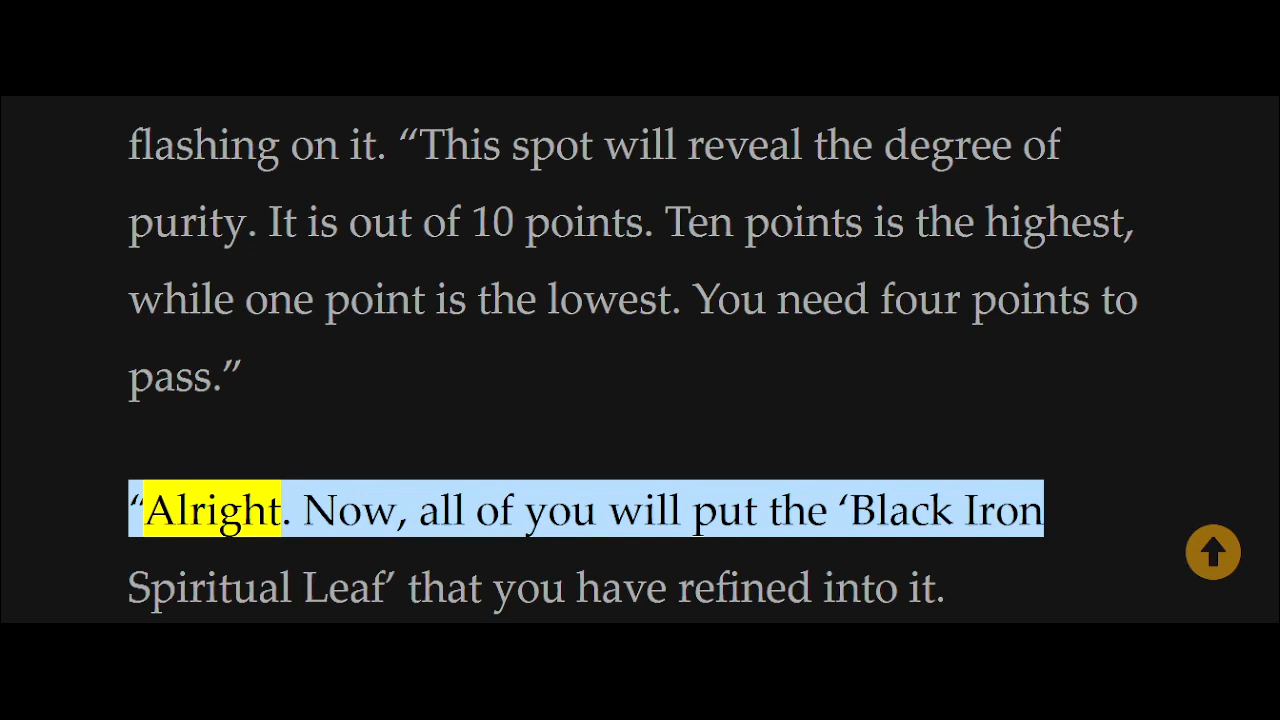 flashing on it. “This spot will reveal the degree of
purity. It is out of 10 points. Ten points is the highest,
while one point is the lowest. You need four points to
pass.”
“Alright. Now, all of you will put the ‘Black Iron
Spiritual Leaf’ that you have refined into it.